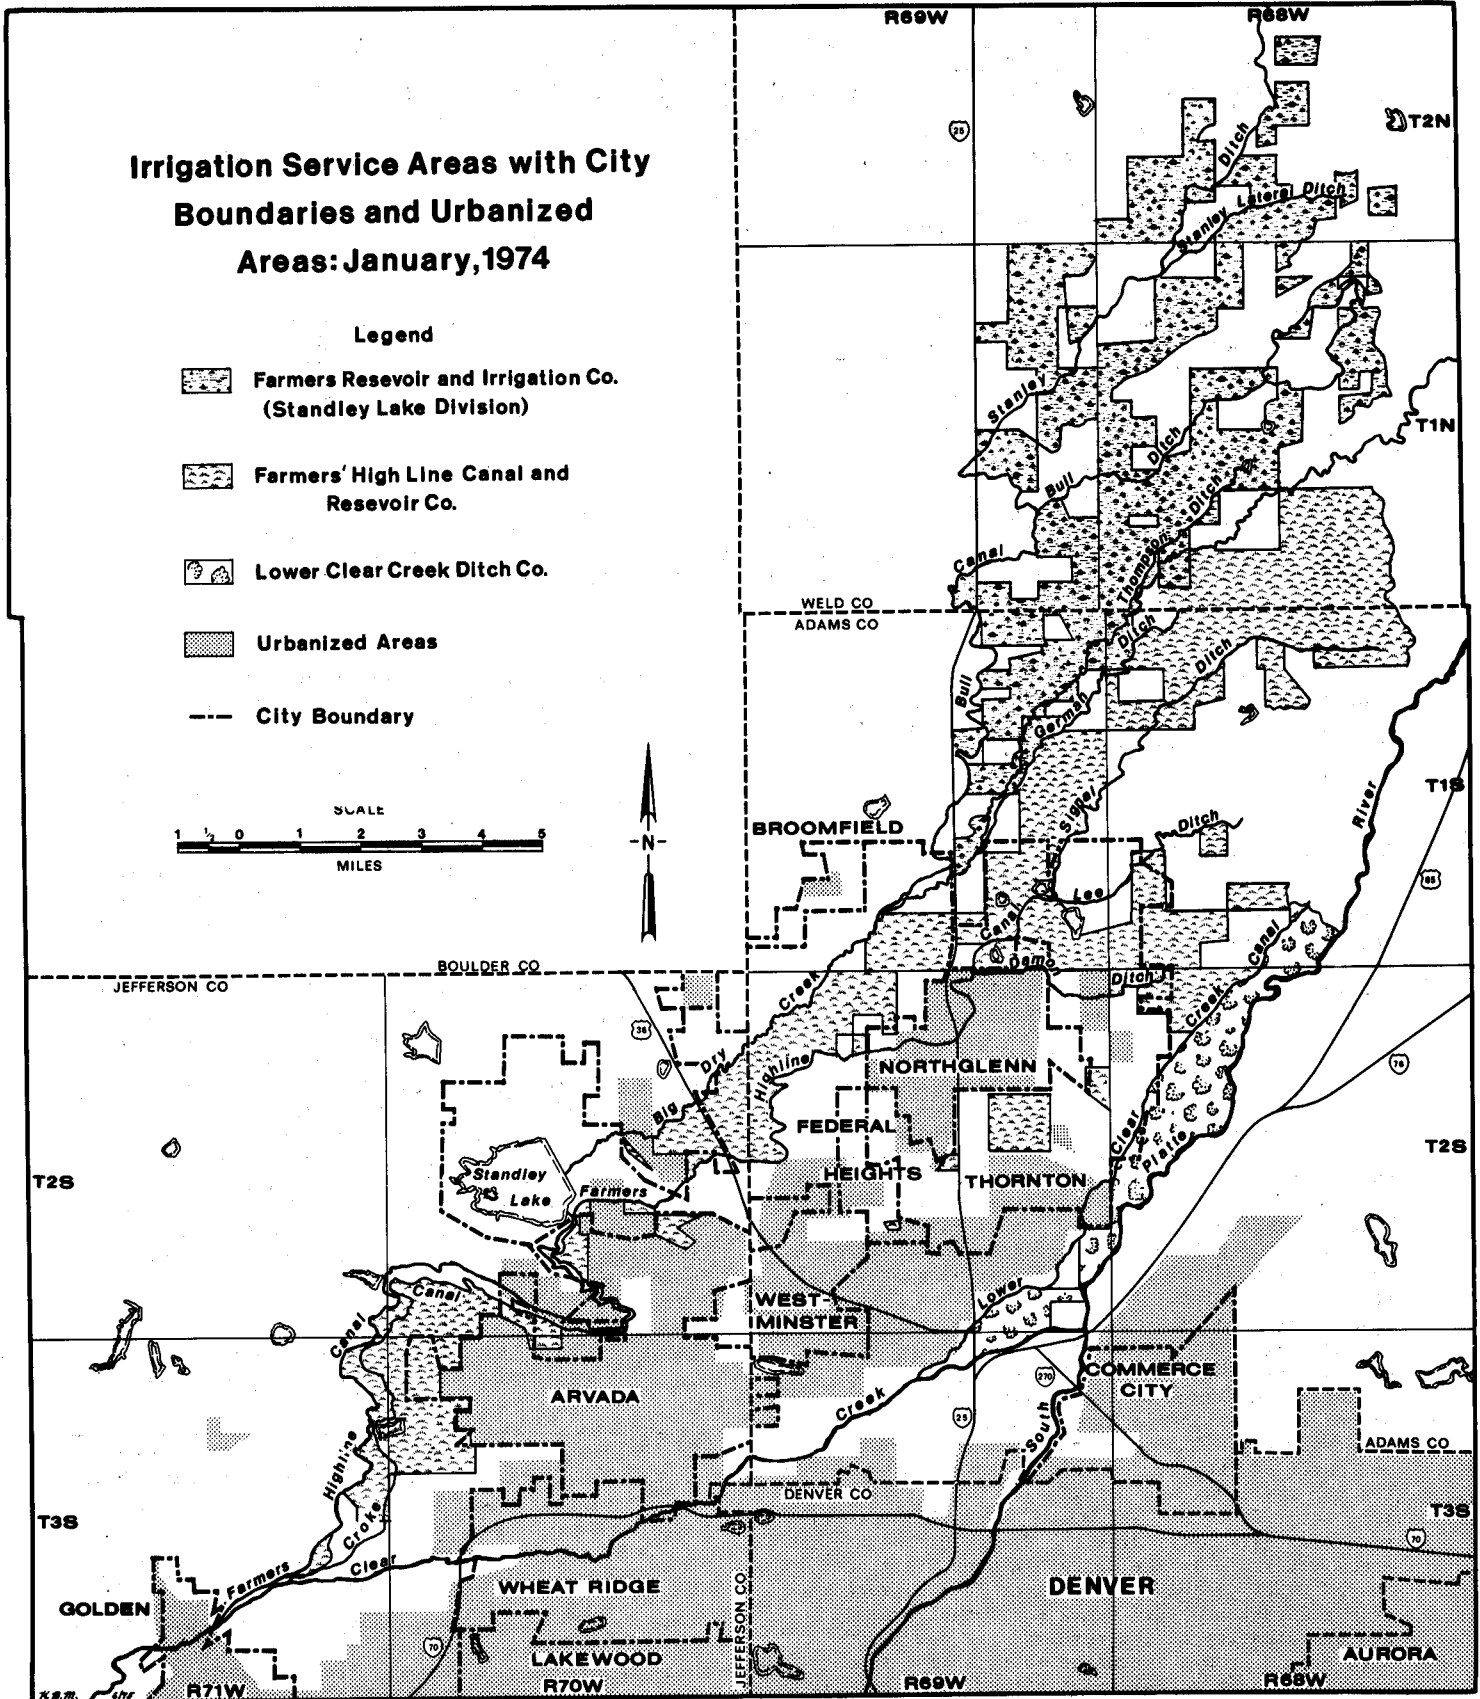 R69W
R68W
T2N
25
Irrigation Service Areas with City
Boundaries and Urbanized
Areas: January, 1974
Ditch
Stanley Lateral Ditch
Legend
Farmers Resevoir and Irrigation Co.
(Standley Lake Division)
Stanley
Ditch
T1N
Farmers' High Line Canal and
Resevoir Co.
Bull
Ditch
Thompson
Canal
Lower Clear Creek Ditch Co.
WELD CO
ADAMS CO
Ditch
Ditch
Urbanized Areas
Bull
German
City Boundary
SCALE
1 ½ 0 1 2 3 4 5
MILES
N
T1S
River
Signal
Ditch
BROOMFIELD
85
Lee
Canal
Canal
BOULDER CO
JEFFERSON CO
Demon
Ditch
Creek
Creek
36
Dry
Highline
Big
NORTHGLENN
76
FEDERAL
HEIGHTS
Clear
Platte
T2S
T2S
Standley
Lake
Farmers
THORNTON
Canal
Lower
WEST-
MINSTER
Canal
COMMERCE
CITY
270
ARVADA
Creek
25
South
ADAMS CO
Highline
DENVER CO
T3S
T3S
Croke
70
Clear
Farmers
WHEAT RIDGE
DENVER
GOLDEN
JEFFERSON CO
70
LAKEWOOD
AURORA
R71W
R70W
R69W
R68W